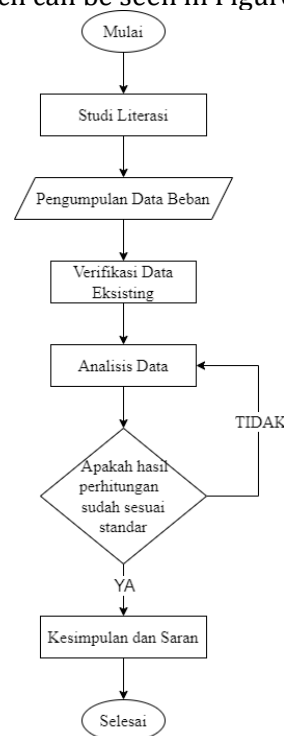 ch can be seen in Figure
Mulai
Studi Literasi
Pengumpulan Data Beban
Verifikasi Data
Eksisting
Analisis Data
TIDAK
Apakah hasil
perhitungan
sudah sesuai
standar
YA
Kesimpulan dan Saran
Selesai